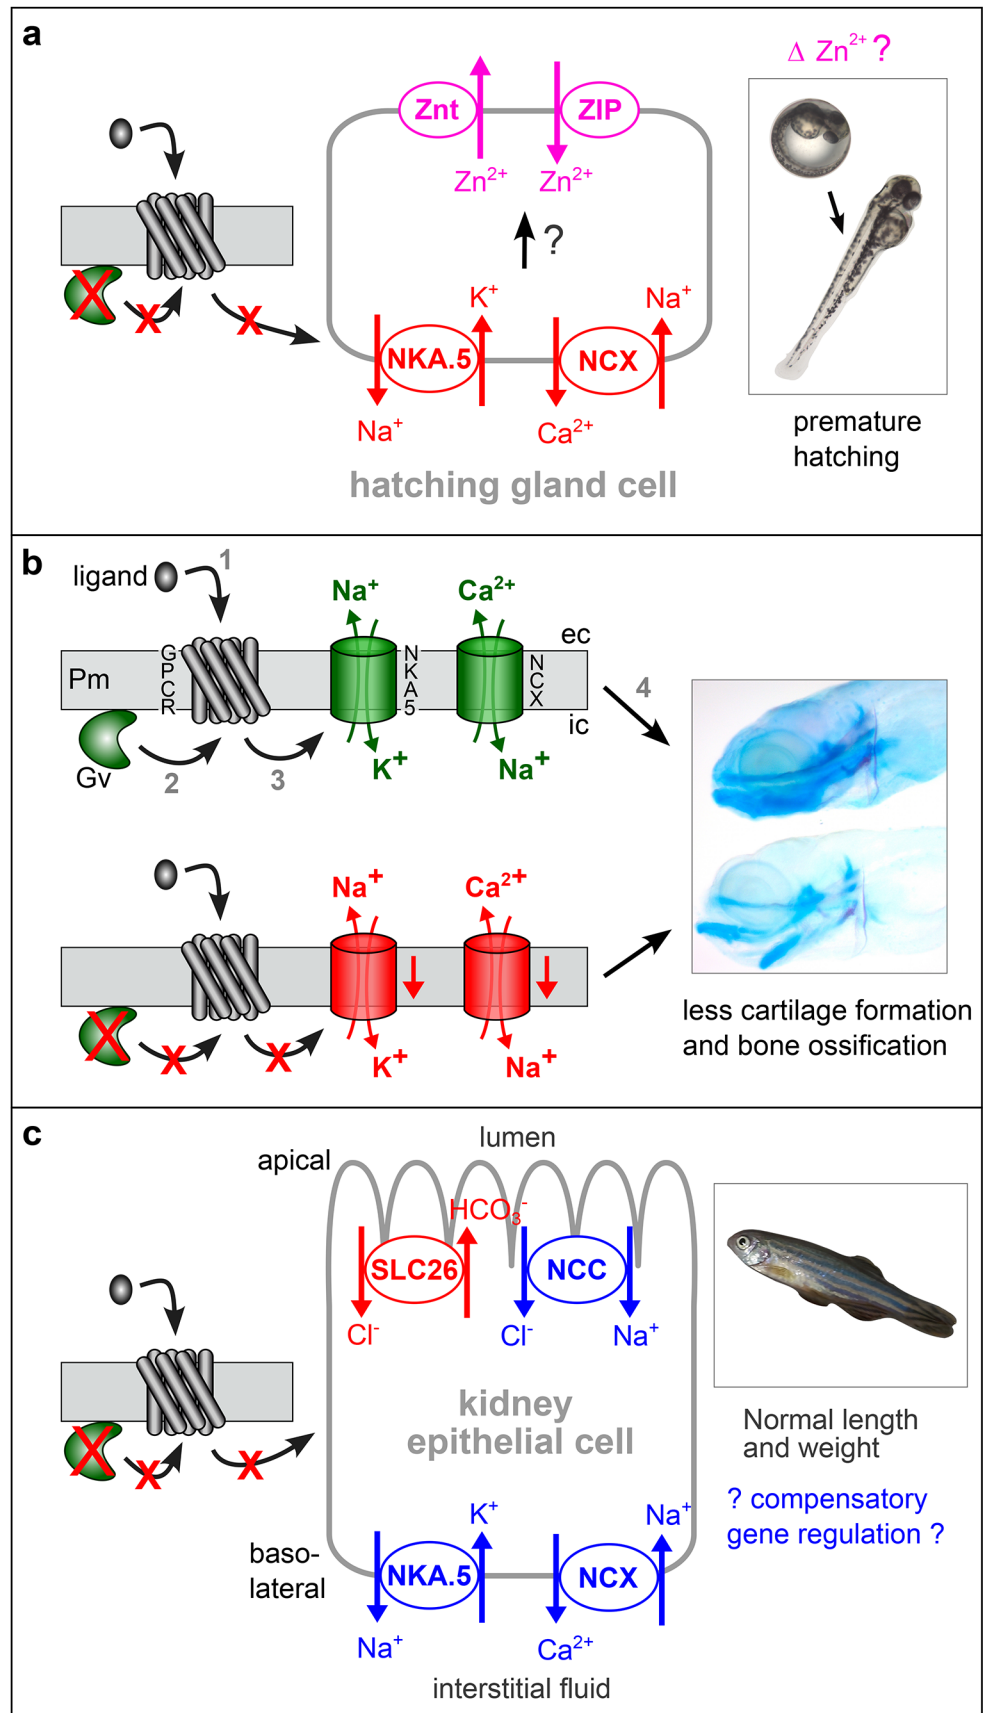 a
Δ Zn²⁺ ?
Znt
ZIP
Zn²⁺
Zn²⁺
?
K⁺
Na⁺
X
X
X
NKA.5
NCX
Na⁺
Ca²⁺
premature
hatching
hatching gland cell
b
1
ligand
Na⁺
Ca²⁺
ec
Pm
GPCR
NKA5
NCX
4
ic
Gv
2
3
K⁺
Na⁺
Na⁺
Ca²⁺
X
X
X
K⁺
Na⁺
less cartilage formation
and bone ossification
c
lumen
apical
HCO₃⁻
SLC26
NCC
Cl⁻
Cl⁻
Na⁺
kidney
epithelial cell
X
X
X
Normal length
and weight
? compensatory
gene regulation ?
K⁺
Na⁺
baso-
lateral
NKA.5
NCX
Na⁺
Ca²⁺
interstitial fluid